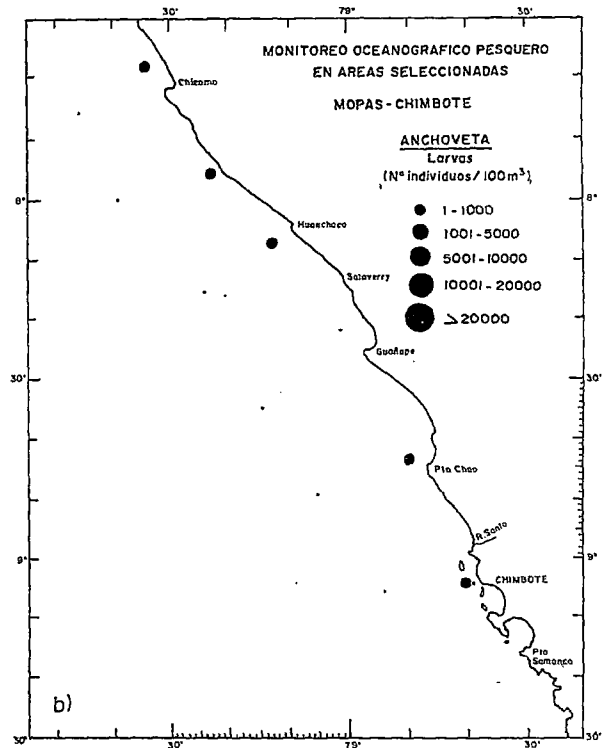 30'
79°
30'
MONITOREO OCEANOGRAFICO PESQUERO
EN AREAS SELECCIONADAS
MOPAS - CHIMBOTE
ANCHOVETA
Larvas
(Nº individuos / 100 m³)
1 - 1000
1001 - 5000
5001 - 10000
10001 - 20000
>20000
Chicama
8°
8°
Huanchaco
Salaverry
Guañape
30'
30'
Pta Chao
R. Santa
9°
9°
CHIMBOTE
Pta
Samanco
b)
30'
30'
30'
79°
30'